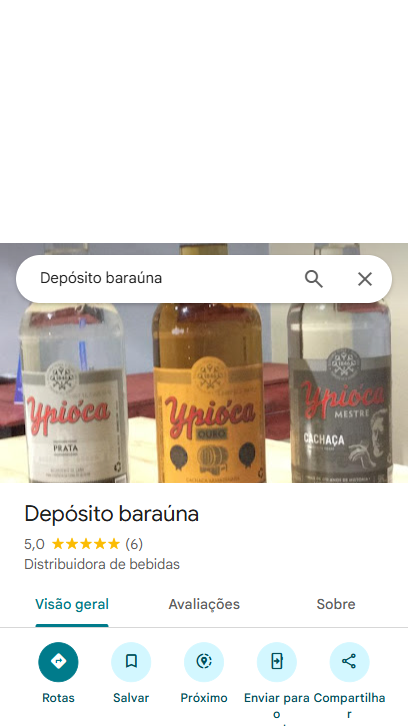 Depósito baraúna
Ypióca
PRATA
Ypióca
OURO
Ypióca
MESTRE
CACHAÇA
Depósito baraúna
5,0 (6)
Distribuidora de bebidas
Visão geral Avaliações Sobre
Rotas Salvar Próximo Enviar para o Compartilhar